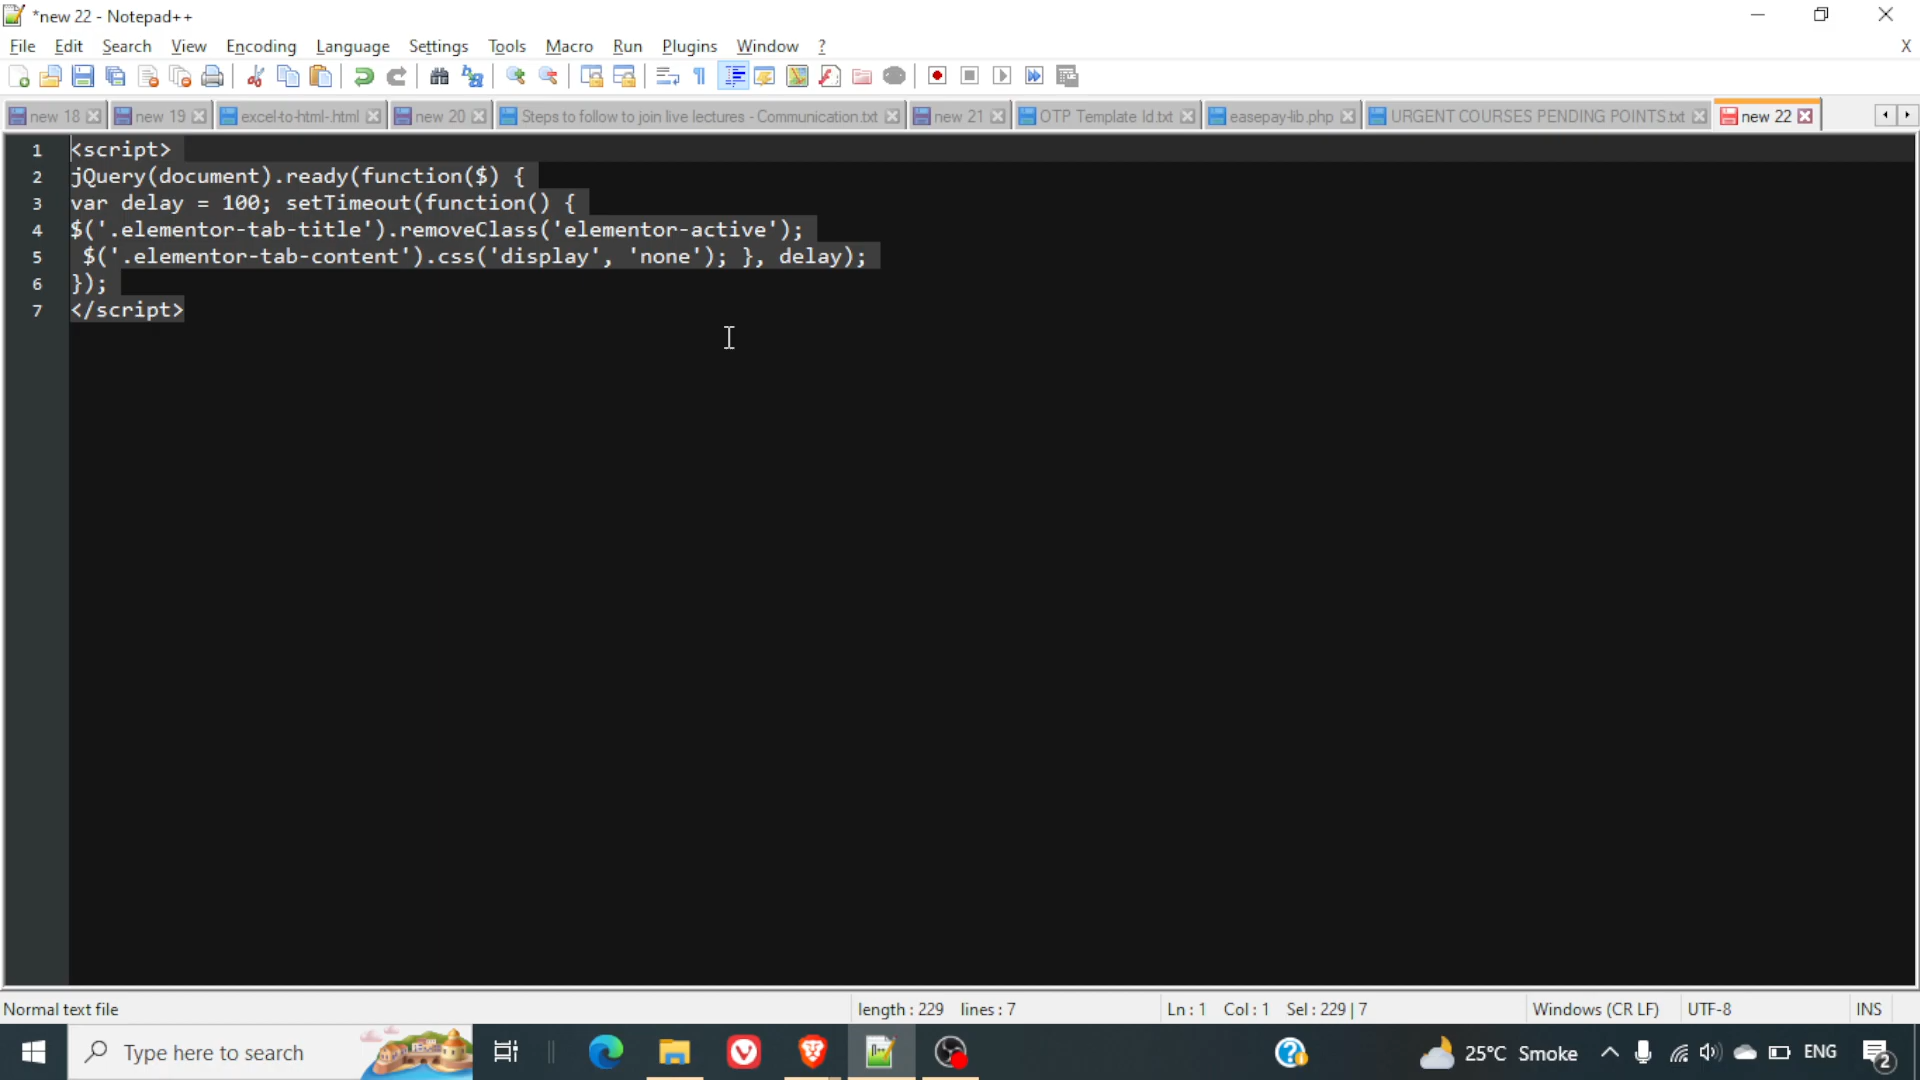 *new 22 - Notepad++
File Edit Search View Encoding Language Settings Tools Macro Run Plugins Window ? X
new 18 new 19 excel-to-html-.html new 20 Steps to follow to join live lectures - Communication.txt new 21 OTP Template Id.txt easepay-lib.php URGENT COURSES PENDING POINTS.txt new 22
1 <script>
2 jQuery(document).ready(function($) {
3 var delay = 100; setTimeout(function() {
4 $('.elementor-tab-title').removeClass('elementor-active');
5  $('.elementor-tab-content').css('display', 'none'); }, delay);
6 });
7 </script>
Normal text file length : 229 lines : 7 Ln : 1 Col : 1 Sel : 229 | 7 Windows (CR LF) UTF-8 INS
Type here to search 25°C Smoke ENG 2